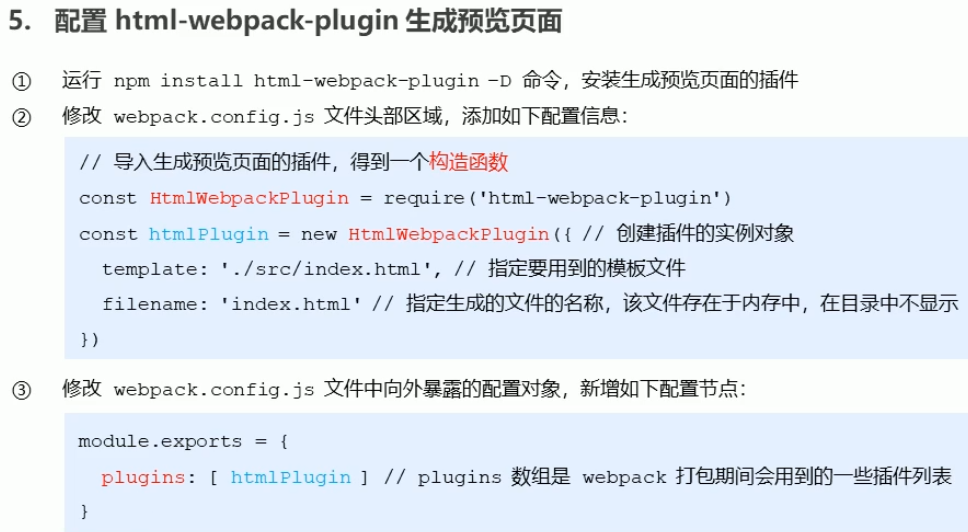 5. 配置 html-webpack-plugin 生成预览页面
① 运行 npm install html-webpack-plugin –D 命令，安装生成预览页面的插件
② 修改 webpack.config.js 文件头部区域，添加如下配置信息：
// 导入生成预览页面的插件，得到一个构造函数
const HtmlWebpackPlugin = require('html-webpack-plugin')
const htmlPlugin = new HtmlWebpackPlugin({ // 创建插件的实例对象
template: './src/index.html', // 指定要用到的模板文件
filename: 'index.html' // 指定生成的文件的名称，该文件存在于内存中，在目录中不显示
})
③ 修改 webpack.config.js 文件中向外暴露的配置对象，新增如下配置节点：
module.exports = {
plugins: [ htmlPlugin ] // plugins 数组是 webpack 打包期间会用到的一些插件列表
}